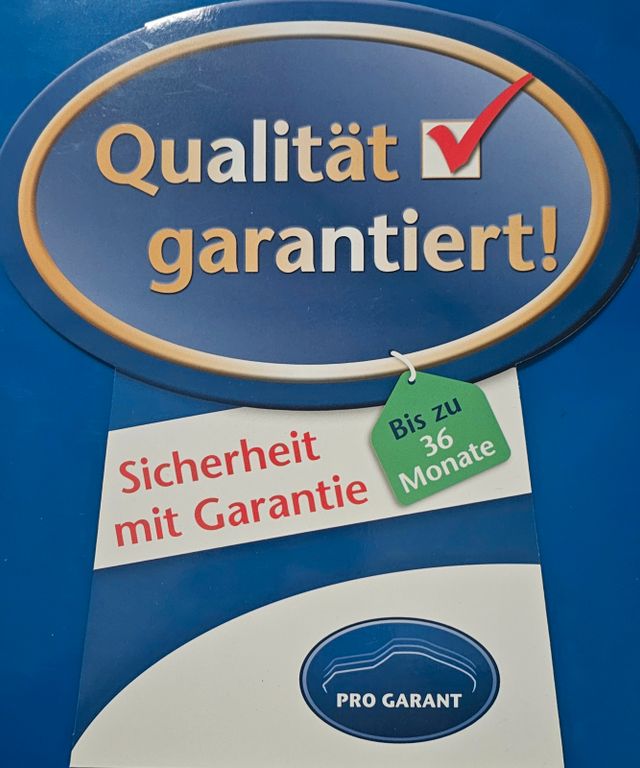 Qualität
garantiert!
Bis zu
36
Monate
Sicherheit
mit Garantie
PRO GARANT